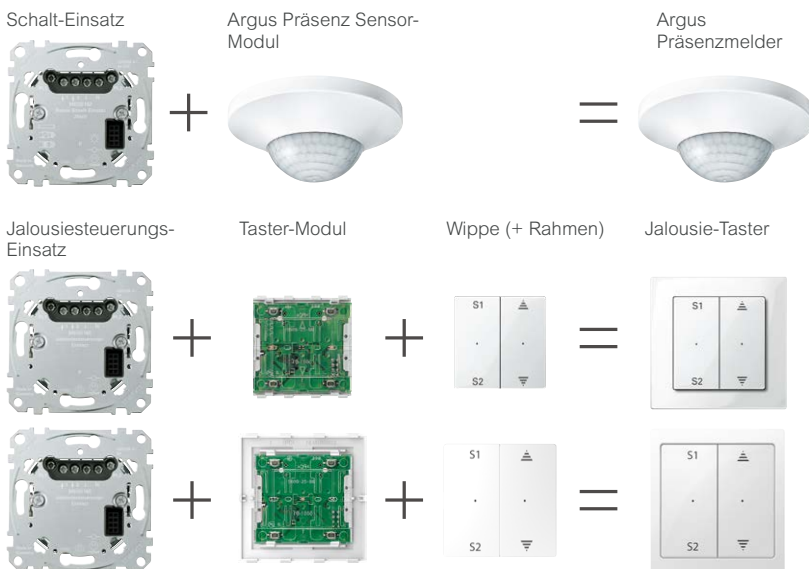 Schalt-Einsatz
Argus Präsenz Sensor-
Modul
Argus
Präsenzmelder
Jalousiesteuerungs-
Einsatz
Taster-Modul
Wippe (+ Rahmen)
Jalousie-Taster
S1
S2
S1
S2
S1
S2
S1
S2